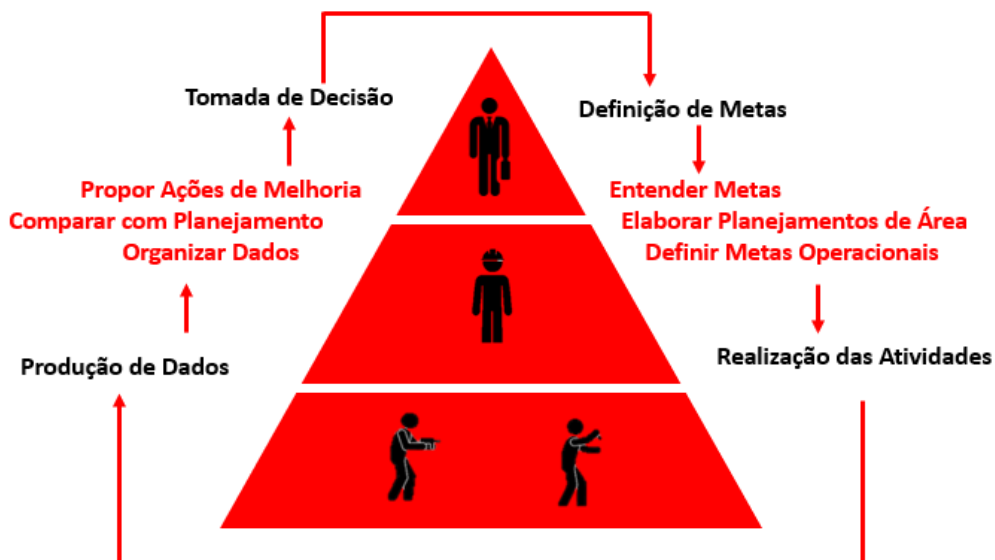 Tomada de Decisão
Definição de Metas
Propor Ações de Melhoria
Comparar com Planejamento
Organizar Dados
Entender Metas
Elaborar Planejamentos de Área
Definir Metas Operacionais
Produção de Dados
Realização das Atividades